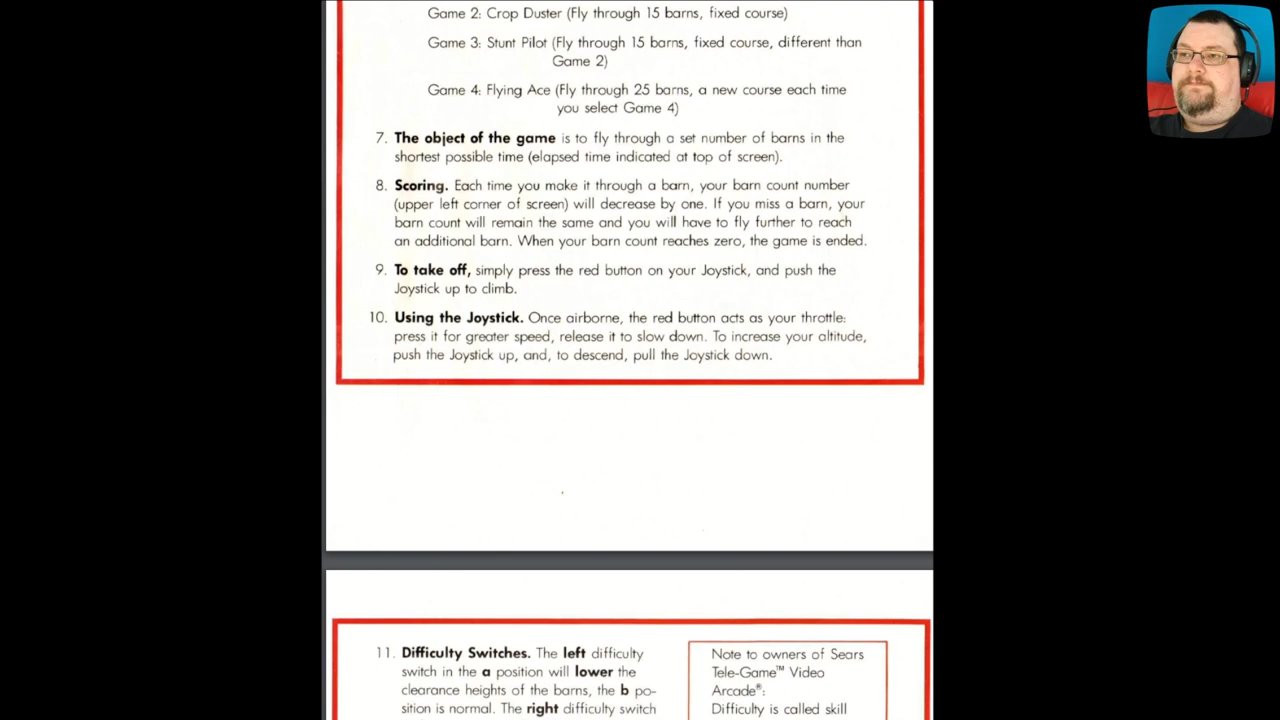 Game 2: Crop Duster (Fly through 15 barns, fixed course)
Game 3: Stunt Pilot (Fly through 15 barns, fixed course, different than
Game 2)
Game 4: Flying Ace (Fly through 25 barns, a new course each time
you select Game 4)
7. The object of the game is to fly through a set number of barns in the
shortest possible time (elapsed time indicated at top of screen).
8. Scoring. Each time you make it through a barn, your barn count number
(upper left corner of screen) will decrease by one. If you miss a barn, your
barn count will remain the same and you will have to fly further to reach
an additional barn. When your barn count reaches zero, the game is ended.
9. To take off, simply press the red button on your Joystick, and push the
Joystick up to climb.
10. Using the Joystick. Once airborne, the red button acts as your throttle:
press it for greater speed, release it to slow down. To increase your altitude,
push the Joystick up, and, to descend, pull the Joystick down.
11. Difficulty Switches. The left difficulty
switch in the a position will lower the
clearance heights of the barns, the b po-
sition is normal. The right difficulty switch
Note to owners of Sears
Tele-Game™ Video
Arcade®:
Difficulty is called skill